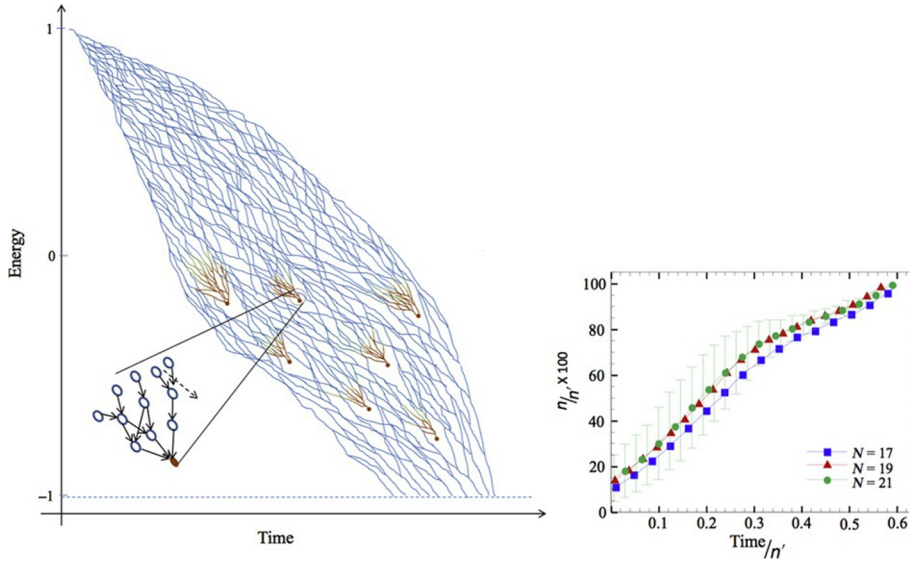 1
0
−1
Energy
Time
100
80
60
40
20
0
n/n′ × 100
N = 17
N = 19
N = 21
0.1 0.2 0.3 0.4 0.5 0.6
Time/n′